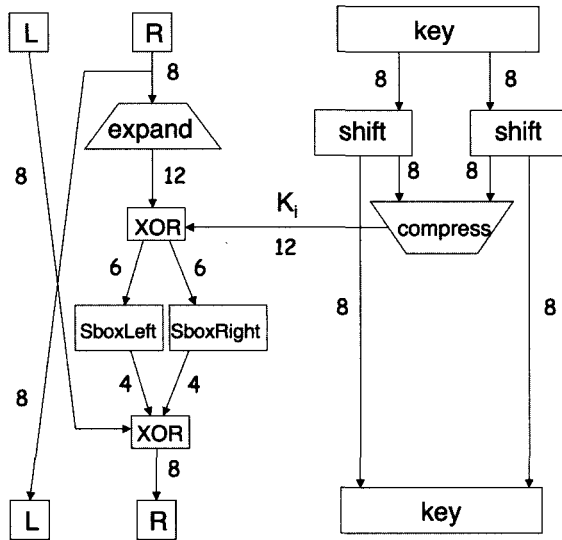 L R key
8 8 8
expand shift shift
8 12 8 8
XOR Ki compress
12
6 6
SboxLeft SboxRight 8 8
8 4 4
XOR
8
L R key